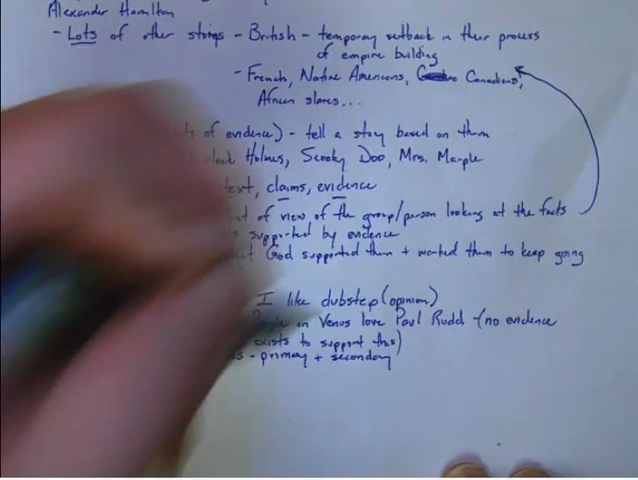 Alexander Hamilton
- Lots of other strings - British - temporary setback in their process
of empire building
- French, Native Americans, Canadians,
African slaves...
of evidence) - tell a story based on them
Holmes, Scooby Doo, Mrs. Marple
text, claims, evidence
of view of the group/person looking at the facts
supported by evidence
God supported them + wanted them to keep going
I like dubstep (opinion)
on Venus love Paul Rudd - (no evidence
exists to support this)
- primary + secondary